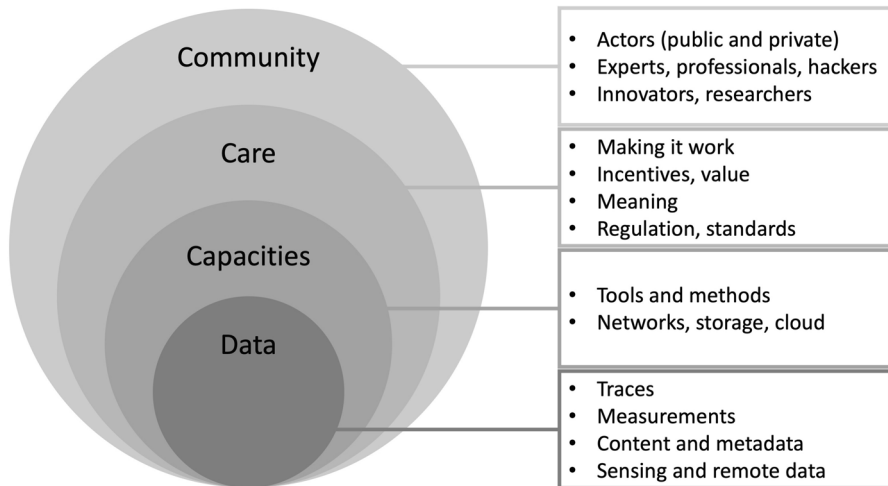 Community
• Actors (public and private)
• Experts, professionals, hackers
• Innovators, researchers
Care
• Making it work
• Incentives, value
• Meaning
• Regulation, standards
Capacities
• Tools and methods
• Networks, storage, cloud
Data
• Traces
• Measurements
• Content and metadata
• Sensing and remote data